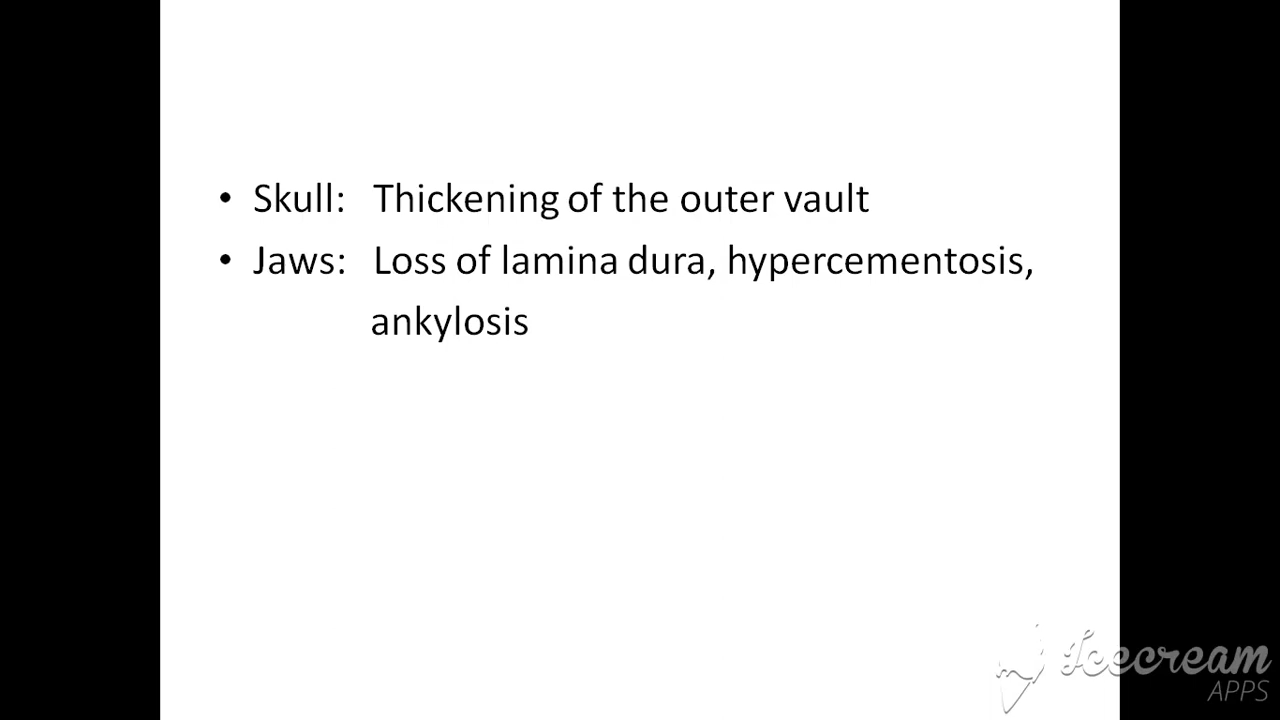 • Skull: Thickening of the outer vault
• Jaws: Loss of lamina dura, hypercementosis,
ankylosis
Icecream
APPS